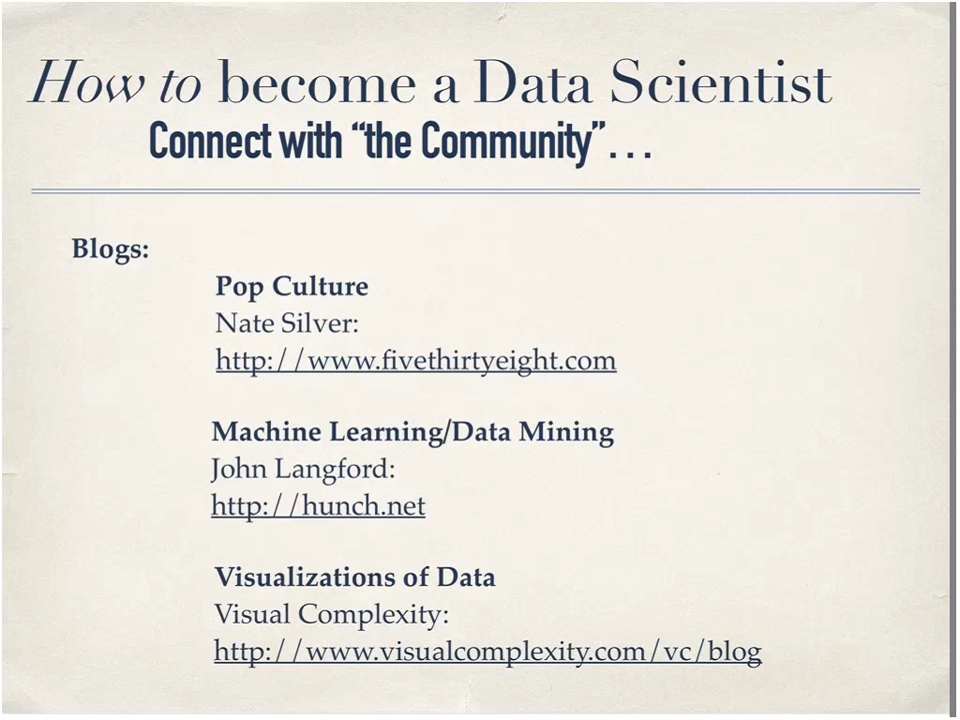 How to become a Data Scientist
Connect with “the Community”...
Blogs:
Pop Culture
Nate Silver:
http://www.fivethirtyeight.com
Machine Learning/Data Mining
John Langford:
http://hunch.net
Visualizations of Data
Visual Complexity:
http://www.visualcomplexity.com/vc/blog